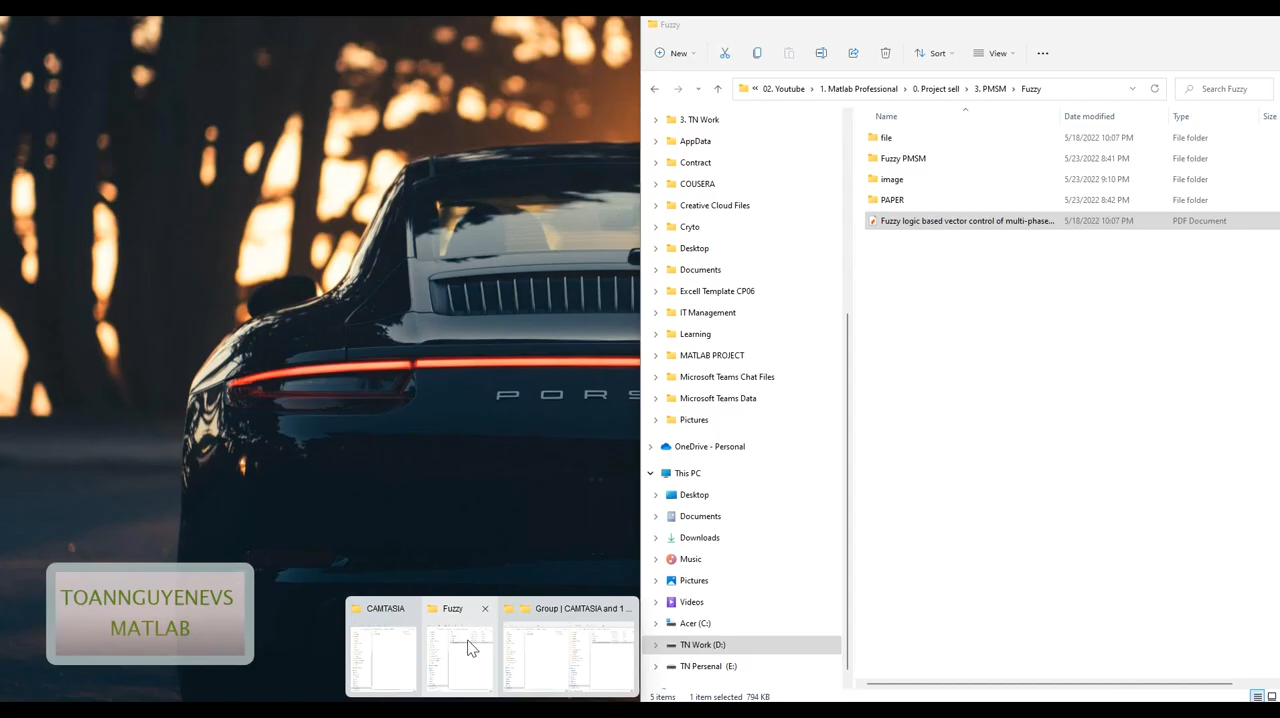 Fuzzy
New
Sort
View
02. Youtube
1. Matlab Professional
0. Project sell
3. PMSM
Fuzzy
Search Fuzzy
Name
Date modified
Type
Size
3. TN Work
AppData
Contract
COUSERA
Creative Cloud Files
Cryto
Desktop
Documents
Excell Template CP06
IT Management
Learning
MATLAB PROJECT
Microsoft Teams Chat Files
Microsoft Teams Data
Pictures
OneDrive - Personal
This PC
Desktop
Documents
Downloads
Music
Pictures
Videos
Acer (C:)
TN Work (D:)
TN Persenal (E:)
file 5/18/2022 10:07 PM File folder
Fuzzy PMSM 5/23/2022 8:41 PM File folder
image 5/23/2022 9:10 PM File folder
PAPER 5/23/2022 8:42 PM File folder
Fuzzy logic based vector control of multi-phase... 5/18/2022 10:07 PM PDF Document
5 items 1 item selected 794 KB
PORS
TOANNGUYENEVS
MATLAB
CAMTASIA
Fuzzy
Group | CAMTASIA and 1 ...